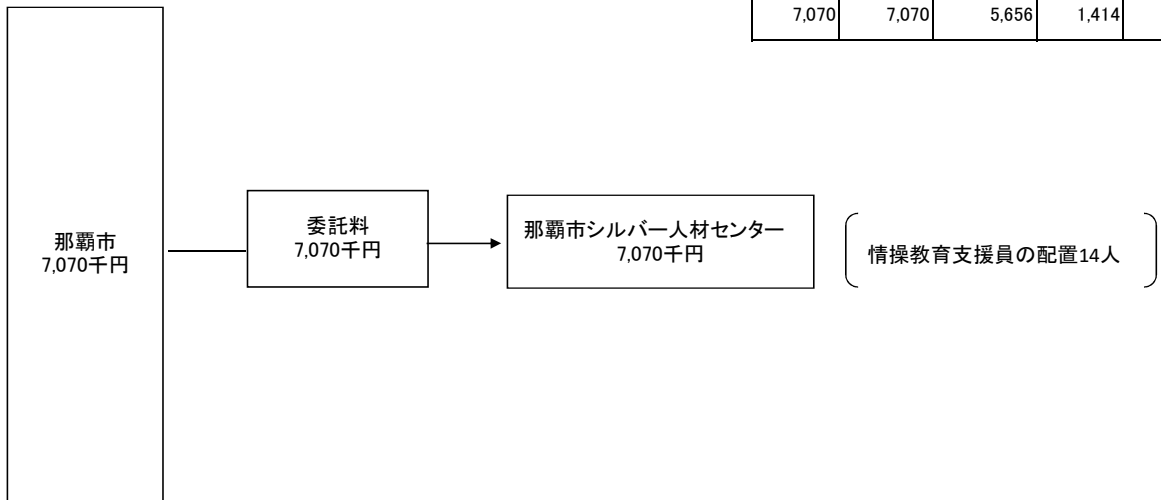 7,070 7,070 5,656 1,414
那覇市
7,070千円
委託料
7,070千円
那覇市シルバー人材センター
7,070千円
情操教育支援員の配置14人